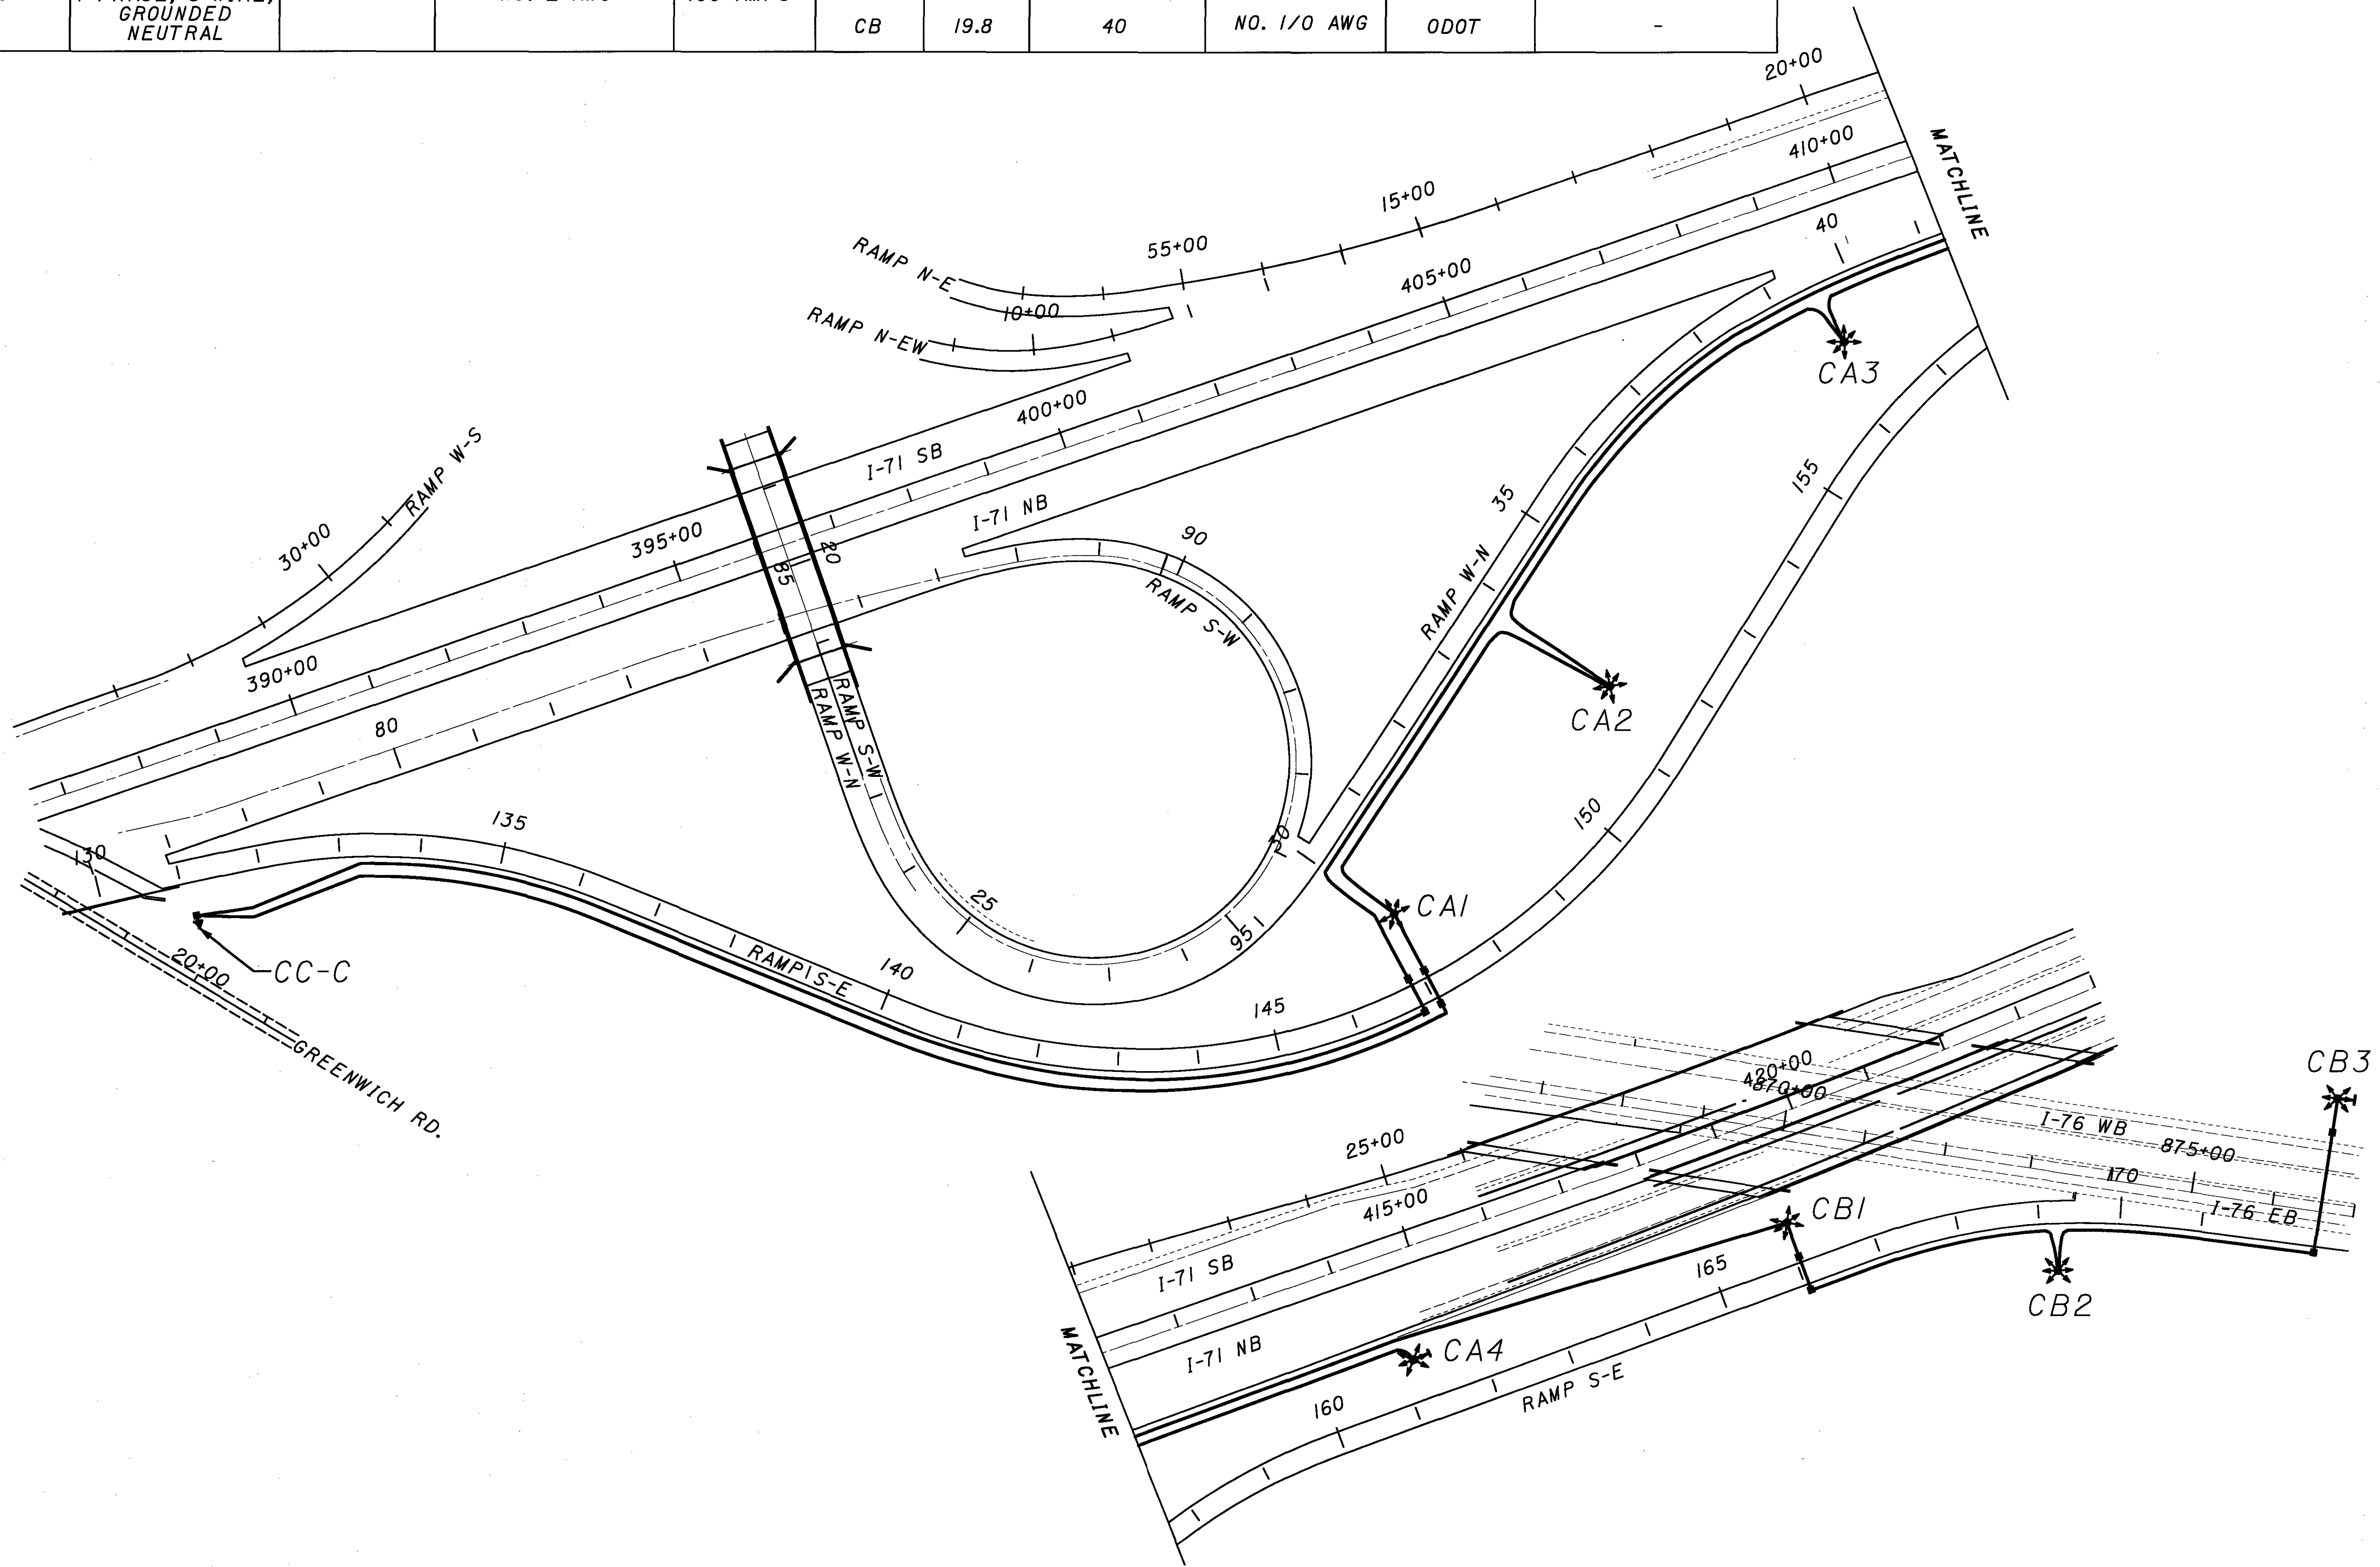 GROUNDED
NEUTRAL
CB 19.8 40 NO. 1/0 AWG ODOT -
20+00
410+00
MATCHLINE
15+00
40
55+00
RAMP N-E
405+00
10+00
RAMP N-EW
CA3
400+00
RAMP W-S
I-71 SB
155
35
I-71 NB
30+00
395+00
90
20
85
RAMP W-N
RAMP S-W
390+00
RAMP S-W
RAMP W-N
CA2
80
135
150
130
30
25
CA1
95
20+00
CC-C
RAMP S-E
140
145
GREENWICH RD.
420+00
870+00
CB3
I-76 WB
25+00
875+00
170
415+00
CB1
I-76 EB
I-71 SB
165
CB2
MATCHLINE
I-71 NB
CA4
160
RAMP S-E